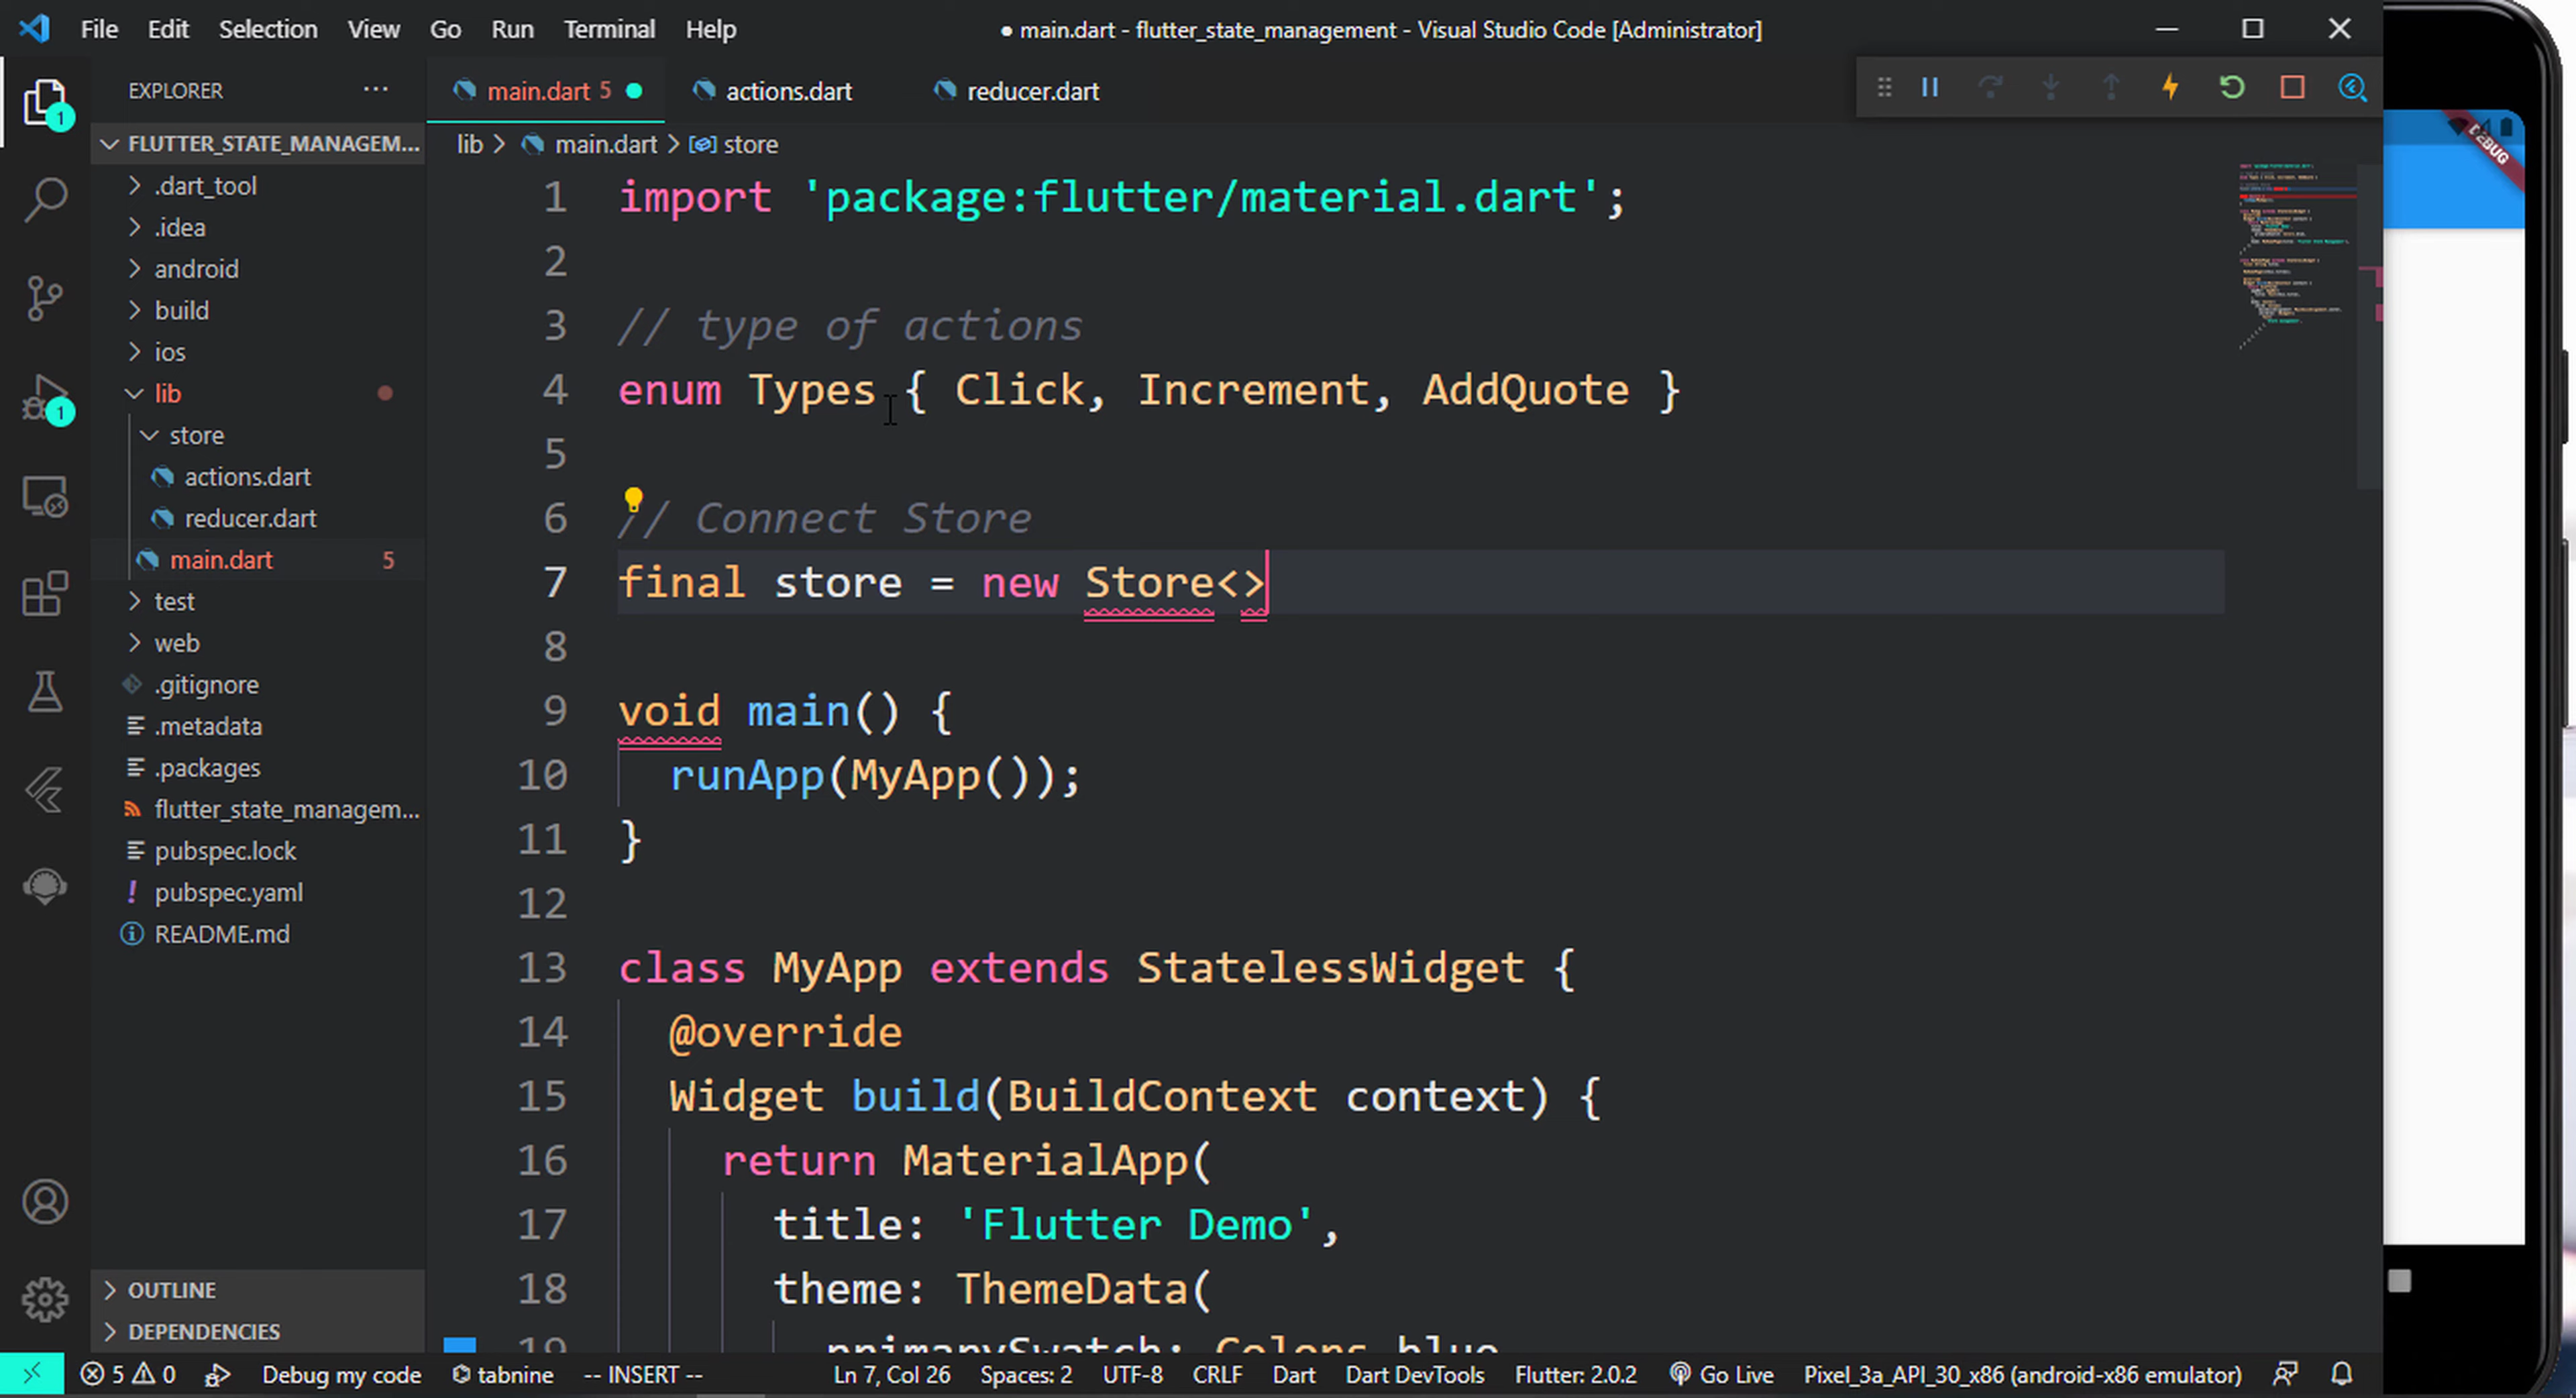 File Edit Selection View Go Run Terminal Help
● main.dart - flutter_state_management - Visual Studio Code [Administrator]
EXPLORER ···
main.dart 5 ●
actions.dart
reducer.dart
1
FLUTTER_STATE_MANAGEM...
.dart_tool
.idea
android
build
ios
lib
store
actions.dart
reducer.dart
main.dart 5
test
web
.gitignore
.metadata
.packages
flutter_state_managem...
pubspec.lock
pubspec.yaml
README.md
1
OUTLINE
DEPENDENCIES
lib > main.dart > store
1 import 'package:flutter/material.dart';
2
3 // type of actions
4 enum Types { Click, Increment, AddQuote }
5
6 // Connect Store
7 final store = new Store<>
8
9 void main() {
10 runApp(MyApp());
11 }
12
13 class MyApp extends StatelessWidget {
14 @override
15 Widget build(BuildContext context) {
16 return MaterialApp(
17 title: 'Flutter Demo',
18 theme: ThemeData(
19 primarySwatch: Colors.blue
DEBUG
5 0 Debug my code tabnine -- INSERT -- Ln 7, Col 26 Spaces: 2 UTF-8 CRLF Dart Dart DevTools Flutter: 2.0.2 Go Live Pixel_3a_API_30_x86 (android-x86 emulator)